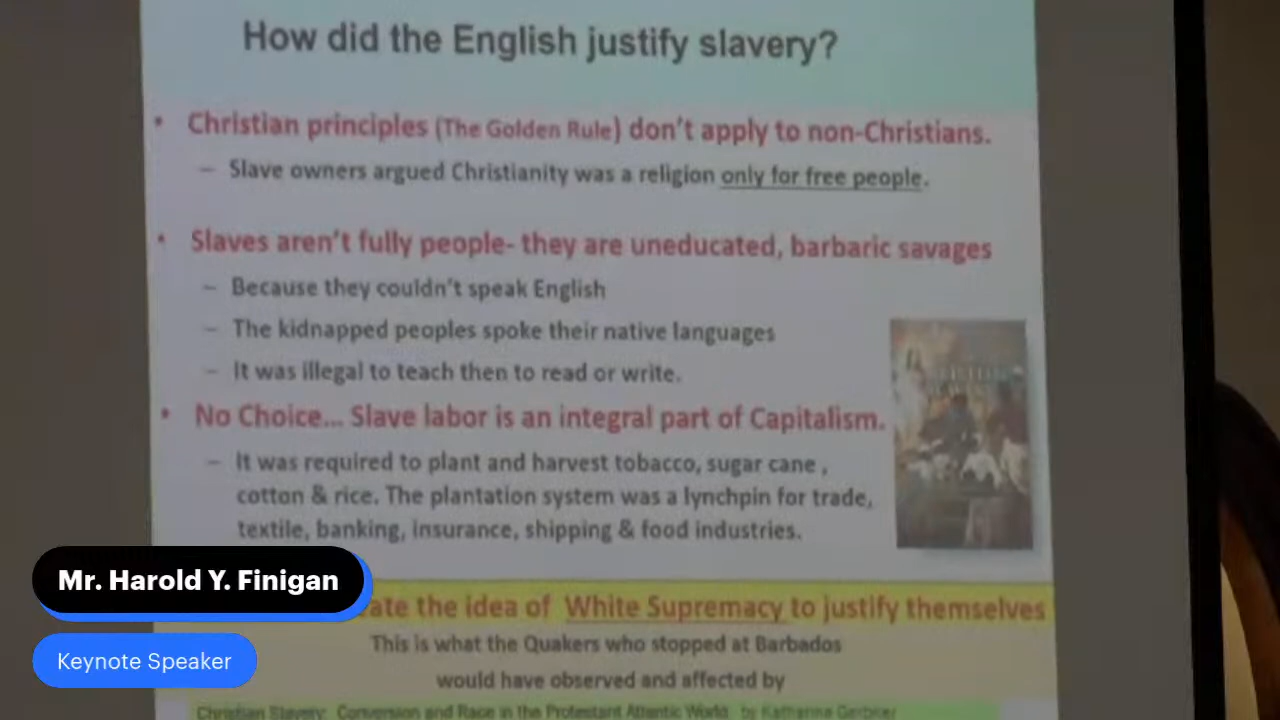 How did the English justify slavery?
• Christian principles (The Golden Rule) don't apply to non-Christians.
– Slave owners argued Christianity was a religion only for free people.
• Slaves aren't fully people- they are uneducated, barbaric savages
– Because they couldn't speak English
– The kidnapped peoples spoke their native languages
– It was illegal to teach then to read or write.
• No Choice... Slave labor is an integral part of Capitalism.
– It was required to plant and harvest tobacco, sugar cane ,
cotton & rice. The plantation system was a lynchpin for trade,
textile, banking, insurance, shipping & food industries.
Mr. Harold Y. Finigan
the idea of White Supremacy to justify themselves
This is what the Quakers who stopped at Barbados
Keynote Speaker
would have observed and affected by
Christian Slavery: Conversion and Race in the Protestant Atlantic World by Katharine